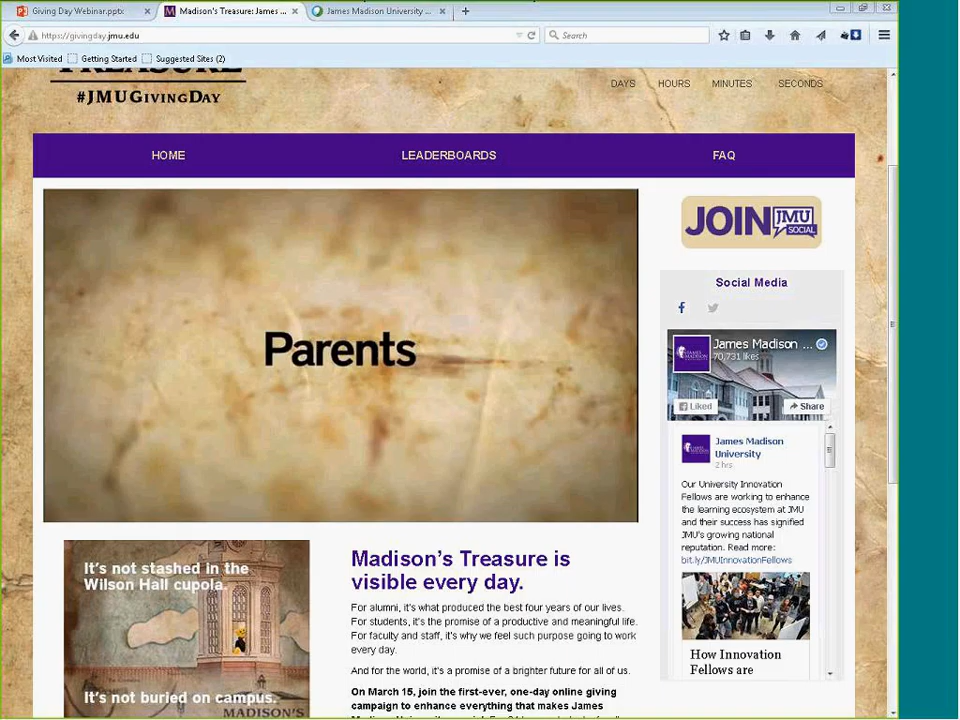 Giving Day Webinar.pptx
Madison's Treasure: James ...
James Madison University ...
https://givingday.jmu.edu
Search
Most Visited
Getting Started
Suggested Sites (2)
TREASURE
#JMUGIVINGDAY
DAYS HOURS MINUTES SECONDS
HOME LEADERBOARDS FAQ
Parents
JOIN JMU SOCIAL
Social Media
James Madison ...
70,731 likes
Liked
Share
James Madison
University
2 hrs
Our University Innovation
Fellows are working to enhance
the learning ecosystem at JMU
and their success has signified
JMU's growing national
reputation. Read more:
bit.ly/JMUInnovationFellows
How Innovation
Fellows are
It's not stashed in the
Wilson Hall cupola.
It's not buried on campus.
MADISON'S
Madison's Treasure is
visible every day.
For alumni, it's what produced the best four years of our lives.
For students, it's the promise of a productive and meaningful life.
For faculty and staff, it's why we feel such purpose going to work
every day.
And for the world, it's a promise of a brighter future for all of us.
On March 15, join the first-ever, one-day online giving
campaign to enhance everything that makes James